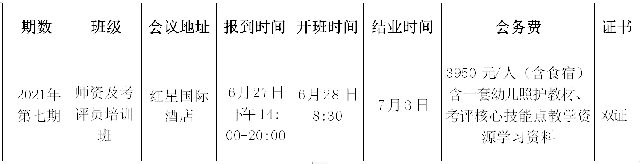 期数 班级 会议地址 报到时间 开班时间 结业时间 会务费 证书
2021年
第七期
师资及考
评员培训
班
红星国际
酒店
6月27日
下午14:
00-20:00
6月28日
8:30
7月3日
3950 元/人（含食宿）
含一套幼儿照护教材、
考评核心技能点教学资
源学习资料
双证